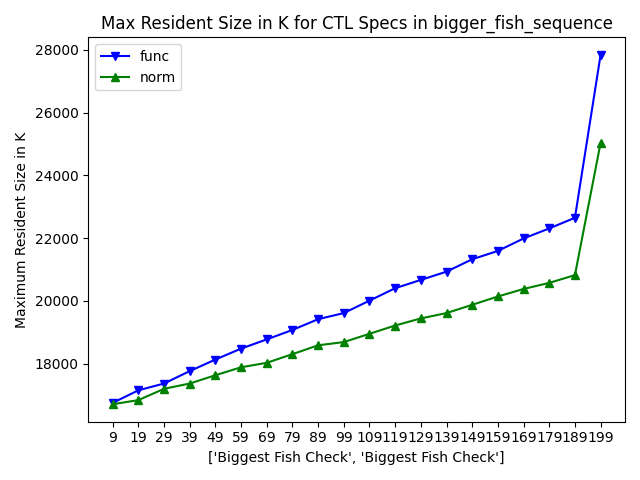 Max Resident Size in K for CTL Specs in bigger_fish_sequence
func
norm
Maximum Resident Size in K
28000
26000
24000
22000
20000
18000
9 19 29 39 49 59 69 79 89 99 109 119 129 139 149 159 169 179 189 199
['Biggest Fish Check', 'Biggest Fish Check']